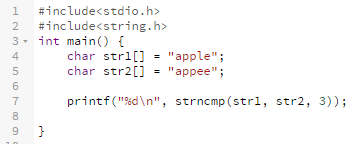 1 #include<stdio.h>
2 #include<string.h>
3 int main() {
4     char str1[] = "apple";
5     char str2[] = "appee";
6
7     printf("%d\n", strncmp(str1, str2, 3));
8
9 }